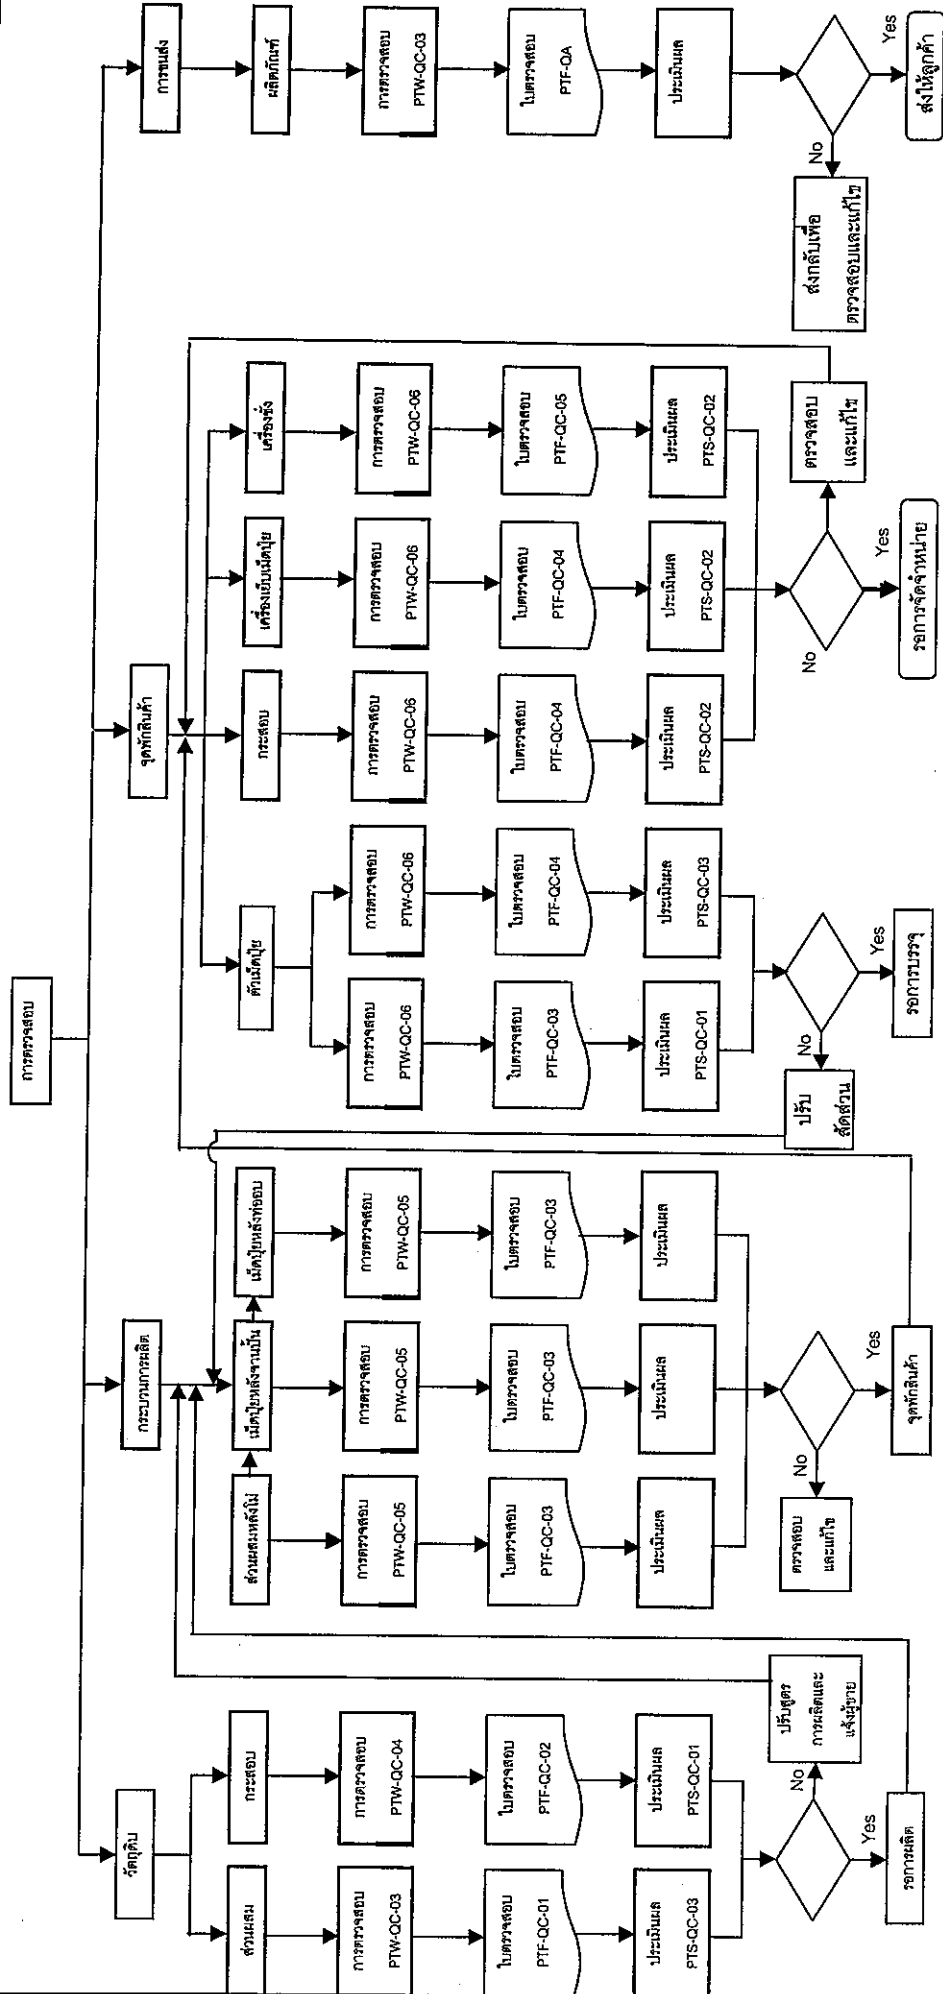 การตรวจสอบ
วัตถุดิบ
กระบวนการผลิต
จุดพักสินค้า
การขนส่ง
ส่วนผสม
กระสอบ
ส่วนผสมหลังโม่
เม็ดปุ๋ยหลังจานปั้น
เม็ดปุ๋ยหลังท่ออบ
ตัวเม็ดปุ๋ย
กระสอบ
เครื่องเย็บเม็ดปุ๋ย
เครื่องชั่ง
ผลิตภัณฑ์
การตรวจสอบ
PTW-QC-03
การตรวจสอบ
PTW-QC-04
การตรวจสอบ
PTW-QC-05
การตรวจสอบ
PTW-QC-05
การตรวจสอบ
PTW-QC-05
การตรวจสอบ
PTW-QC-06
การตรวจสอบ
PTW-QC-06
การตรวจสอบ
PTW-QC-06
การตรวจสอบ
PTW-QC-06
การตรวจสอบ
PTW-QC-06
การตรวจสอบ
PTW-QC-03
ใบตรวจสอบ
PTF-QC-01
ใบตรวจสอบ
PTF-QC-02
ใบตรวจสอบ
PTF-QC-03
ใบตรวจสอบ
PTF-QC-03
ใบตรวจสอบ
PTF-QC-03
ใบตรวจสอบ
PTF-QC-03
ใบตรวจสอบ
PTF-QC-04
ใบตรวจสอบ
PTF-QC-04
ใบตรวจสอบ
PTF-QC-04
ใบตรวจสอบ
PTF-QC-05
ใบตรวจสอบ
PTF-QA
ประเมินผล
PTS-QC-03
ประเมินผล
PTS-QC-01
ประเมินผล
ประเมินผล
ประเมินผล
ประเมินผล
PTS-QC-01
ประเมินผล
PTS-QC-03
ประเมินผล
PTS-QC-02
ประเมินผล
PTS-QC-02
ประเมินผล
PTS-QC-02
ประเมินผล
No
ปรับสูตร
การผลิตและ
แจ้งผู้ขาย
Yes
รอการผลิต
No
ตรวจสอบ
และแก้ไข
Yes
จุดพักสินค้า
No
ปรับ
สัดส่วน
Yes
รอการบรรจุ
No
ตรวจสอบ
และแก้ไข
Yes
รอการจัดจำหน่าย
No
ส่งกลับเพื่อ
ตรวจสอบและแก้ไข
Yes
ส่งให้ลูกค้า